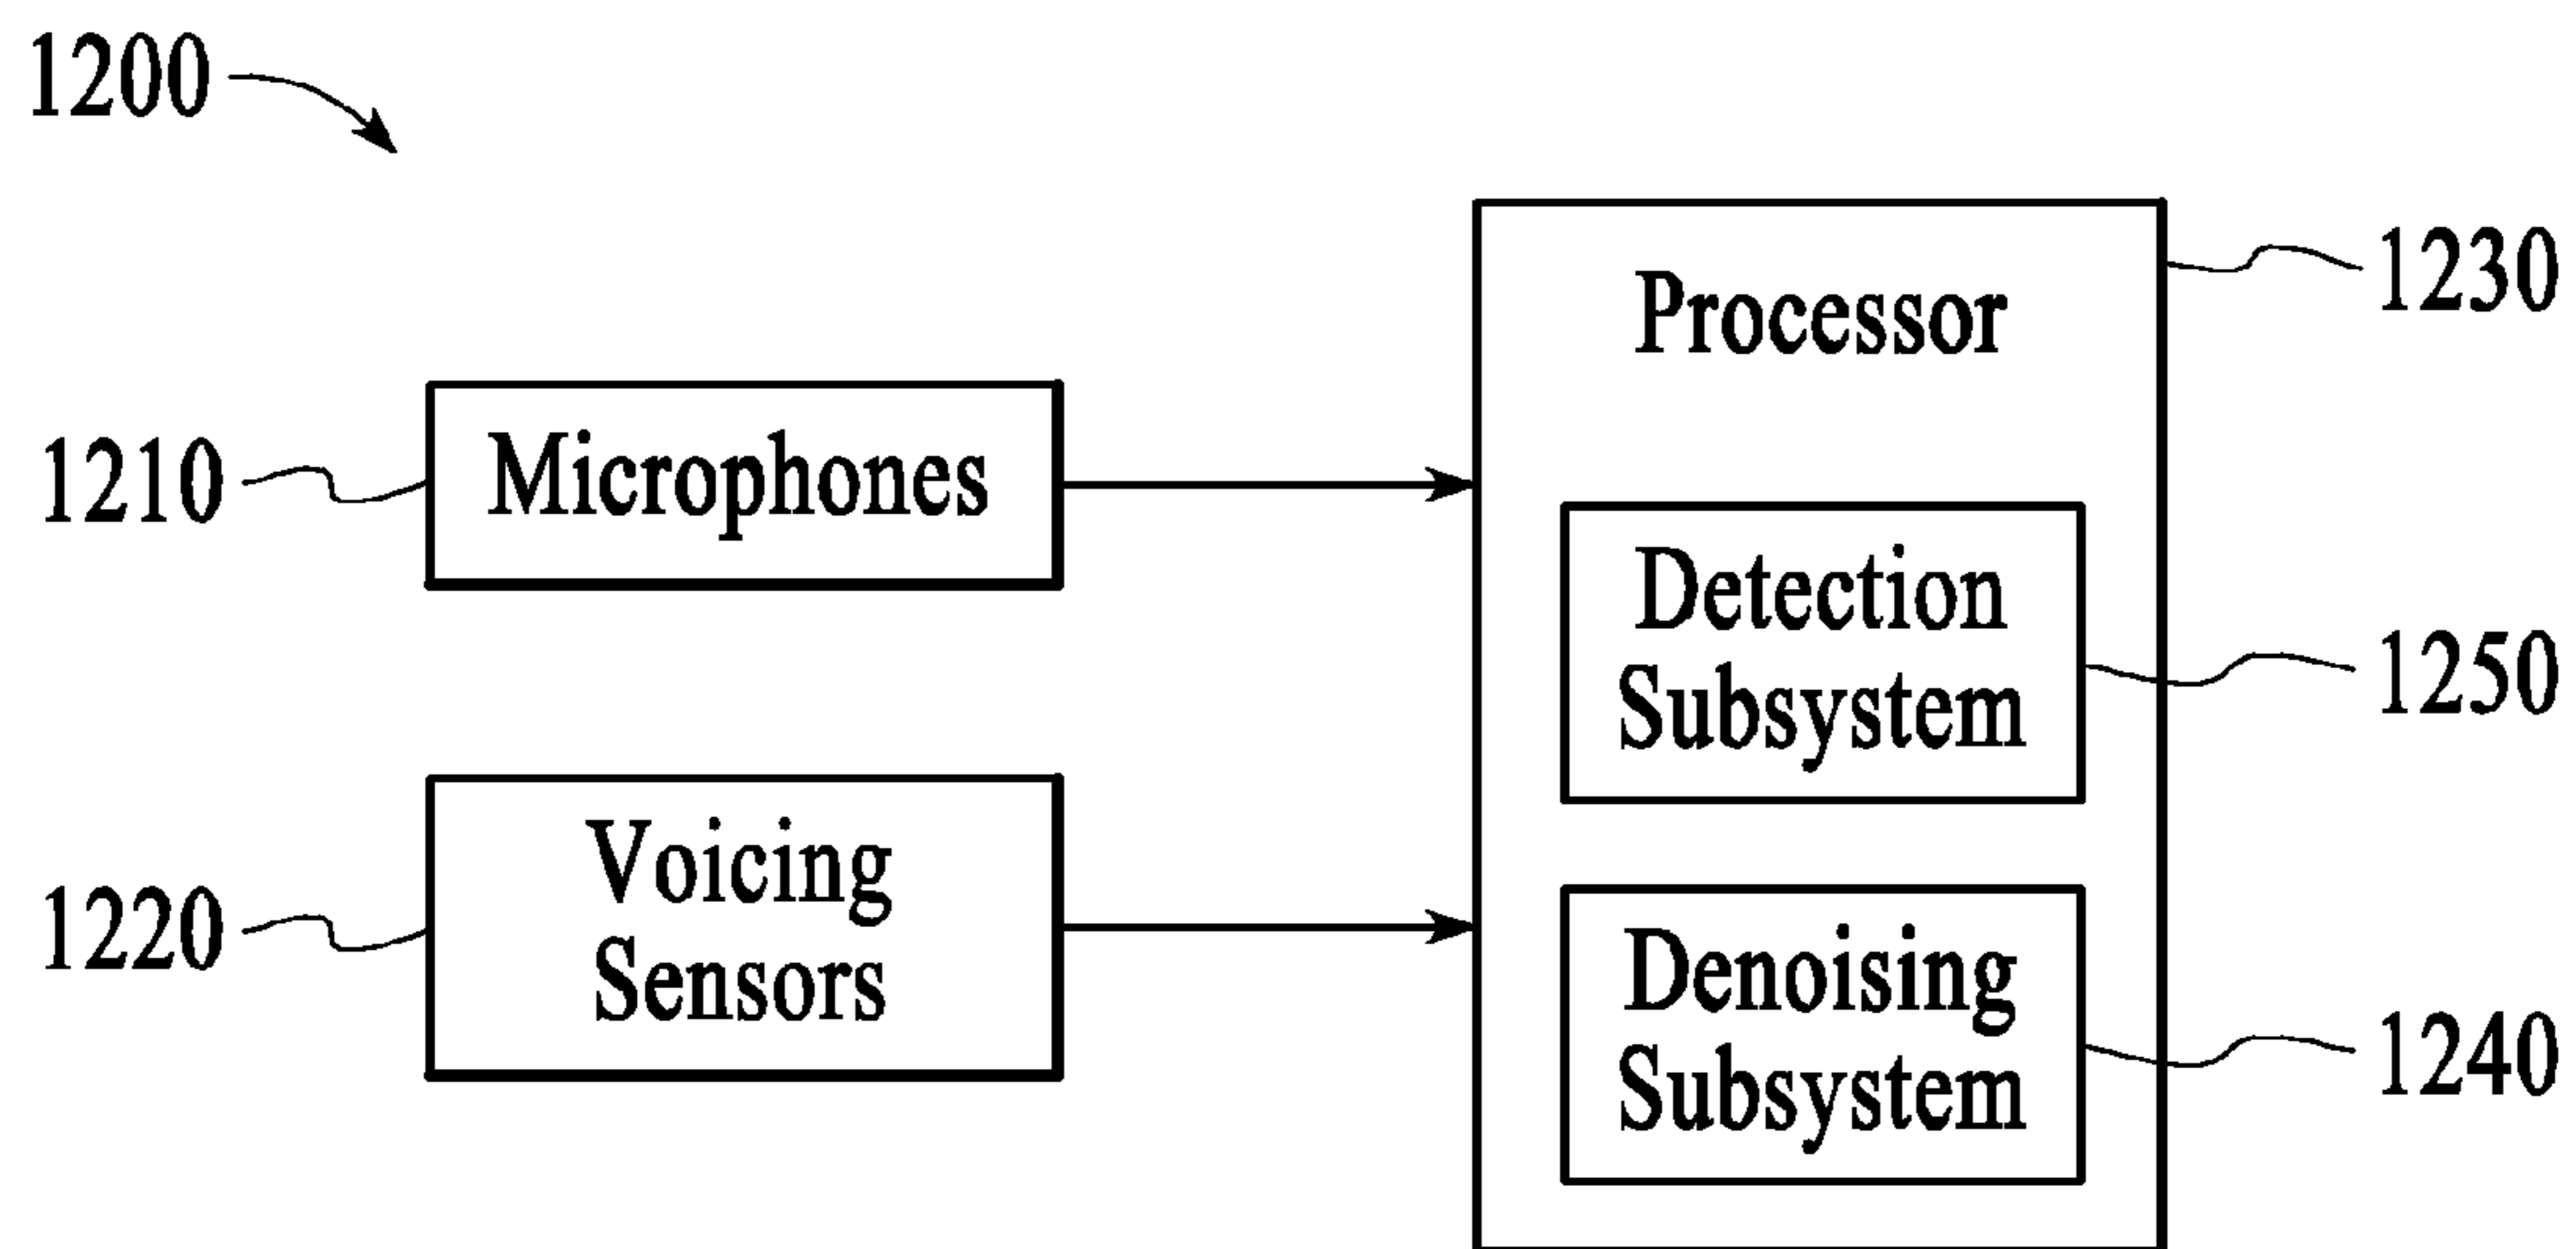 1200
Processor
1230
1210
Microphones
Detection
Subsystem
1250
1220
Voicing
Sensors
Denoising
Subsystem
1240